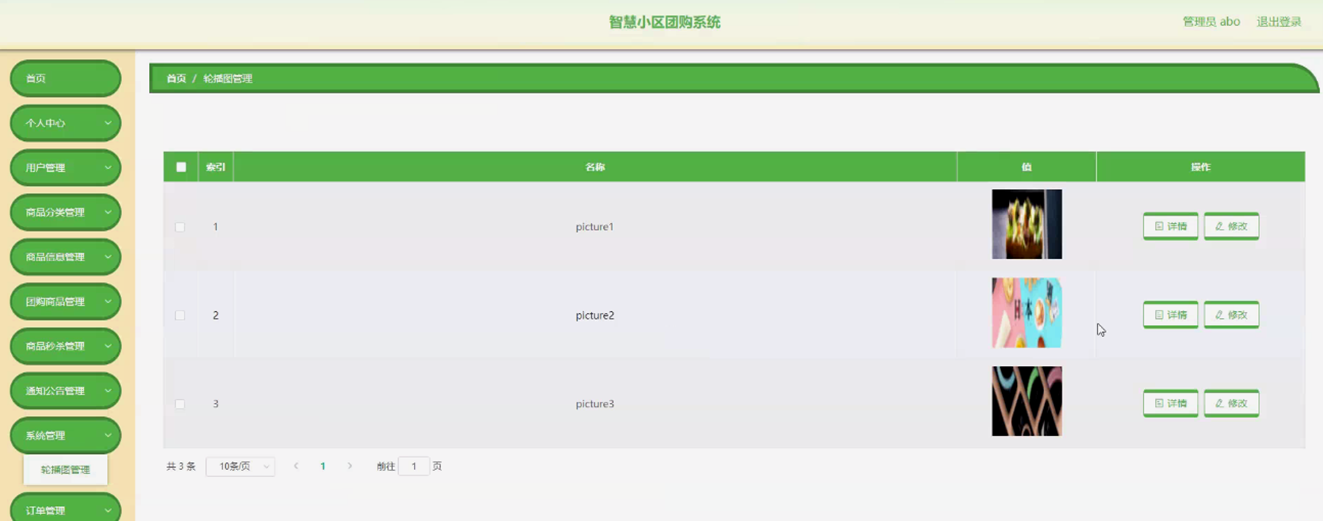 智慧小区团购系统
管理员 abo 退出登录
首页
个人中心
用户管理
商品分类管理
商品信息管理
团购商品管理
商品秒杀管理
通知公告管理
系统管理
轮播图管理
订单管理
首页 / 轮播图管理
索引 名称 值 操作
1 picture1 详情 修改
2 picture2 日本 详情 修改
3 picture3 详情 修改
共 3 条 10条/页 1 前往 1 页